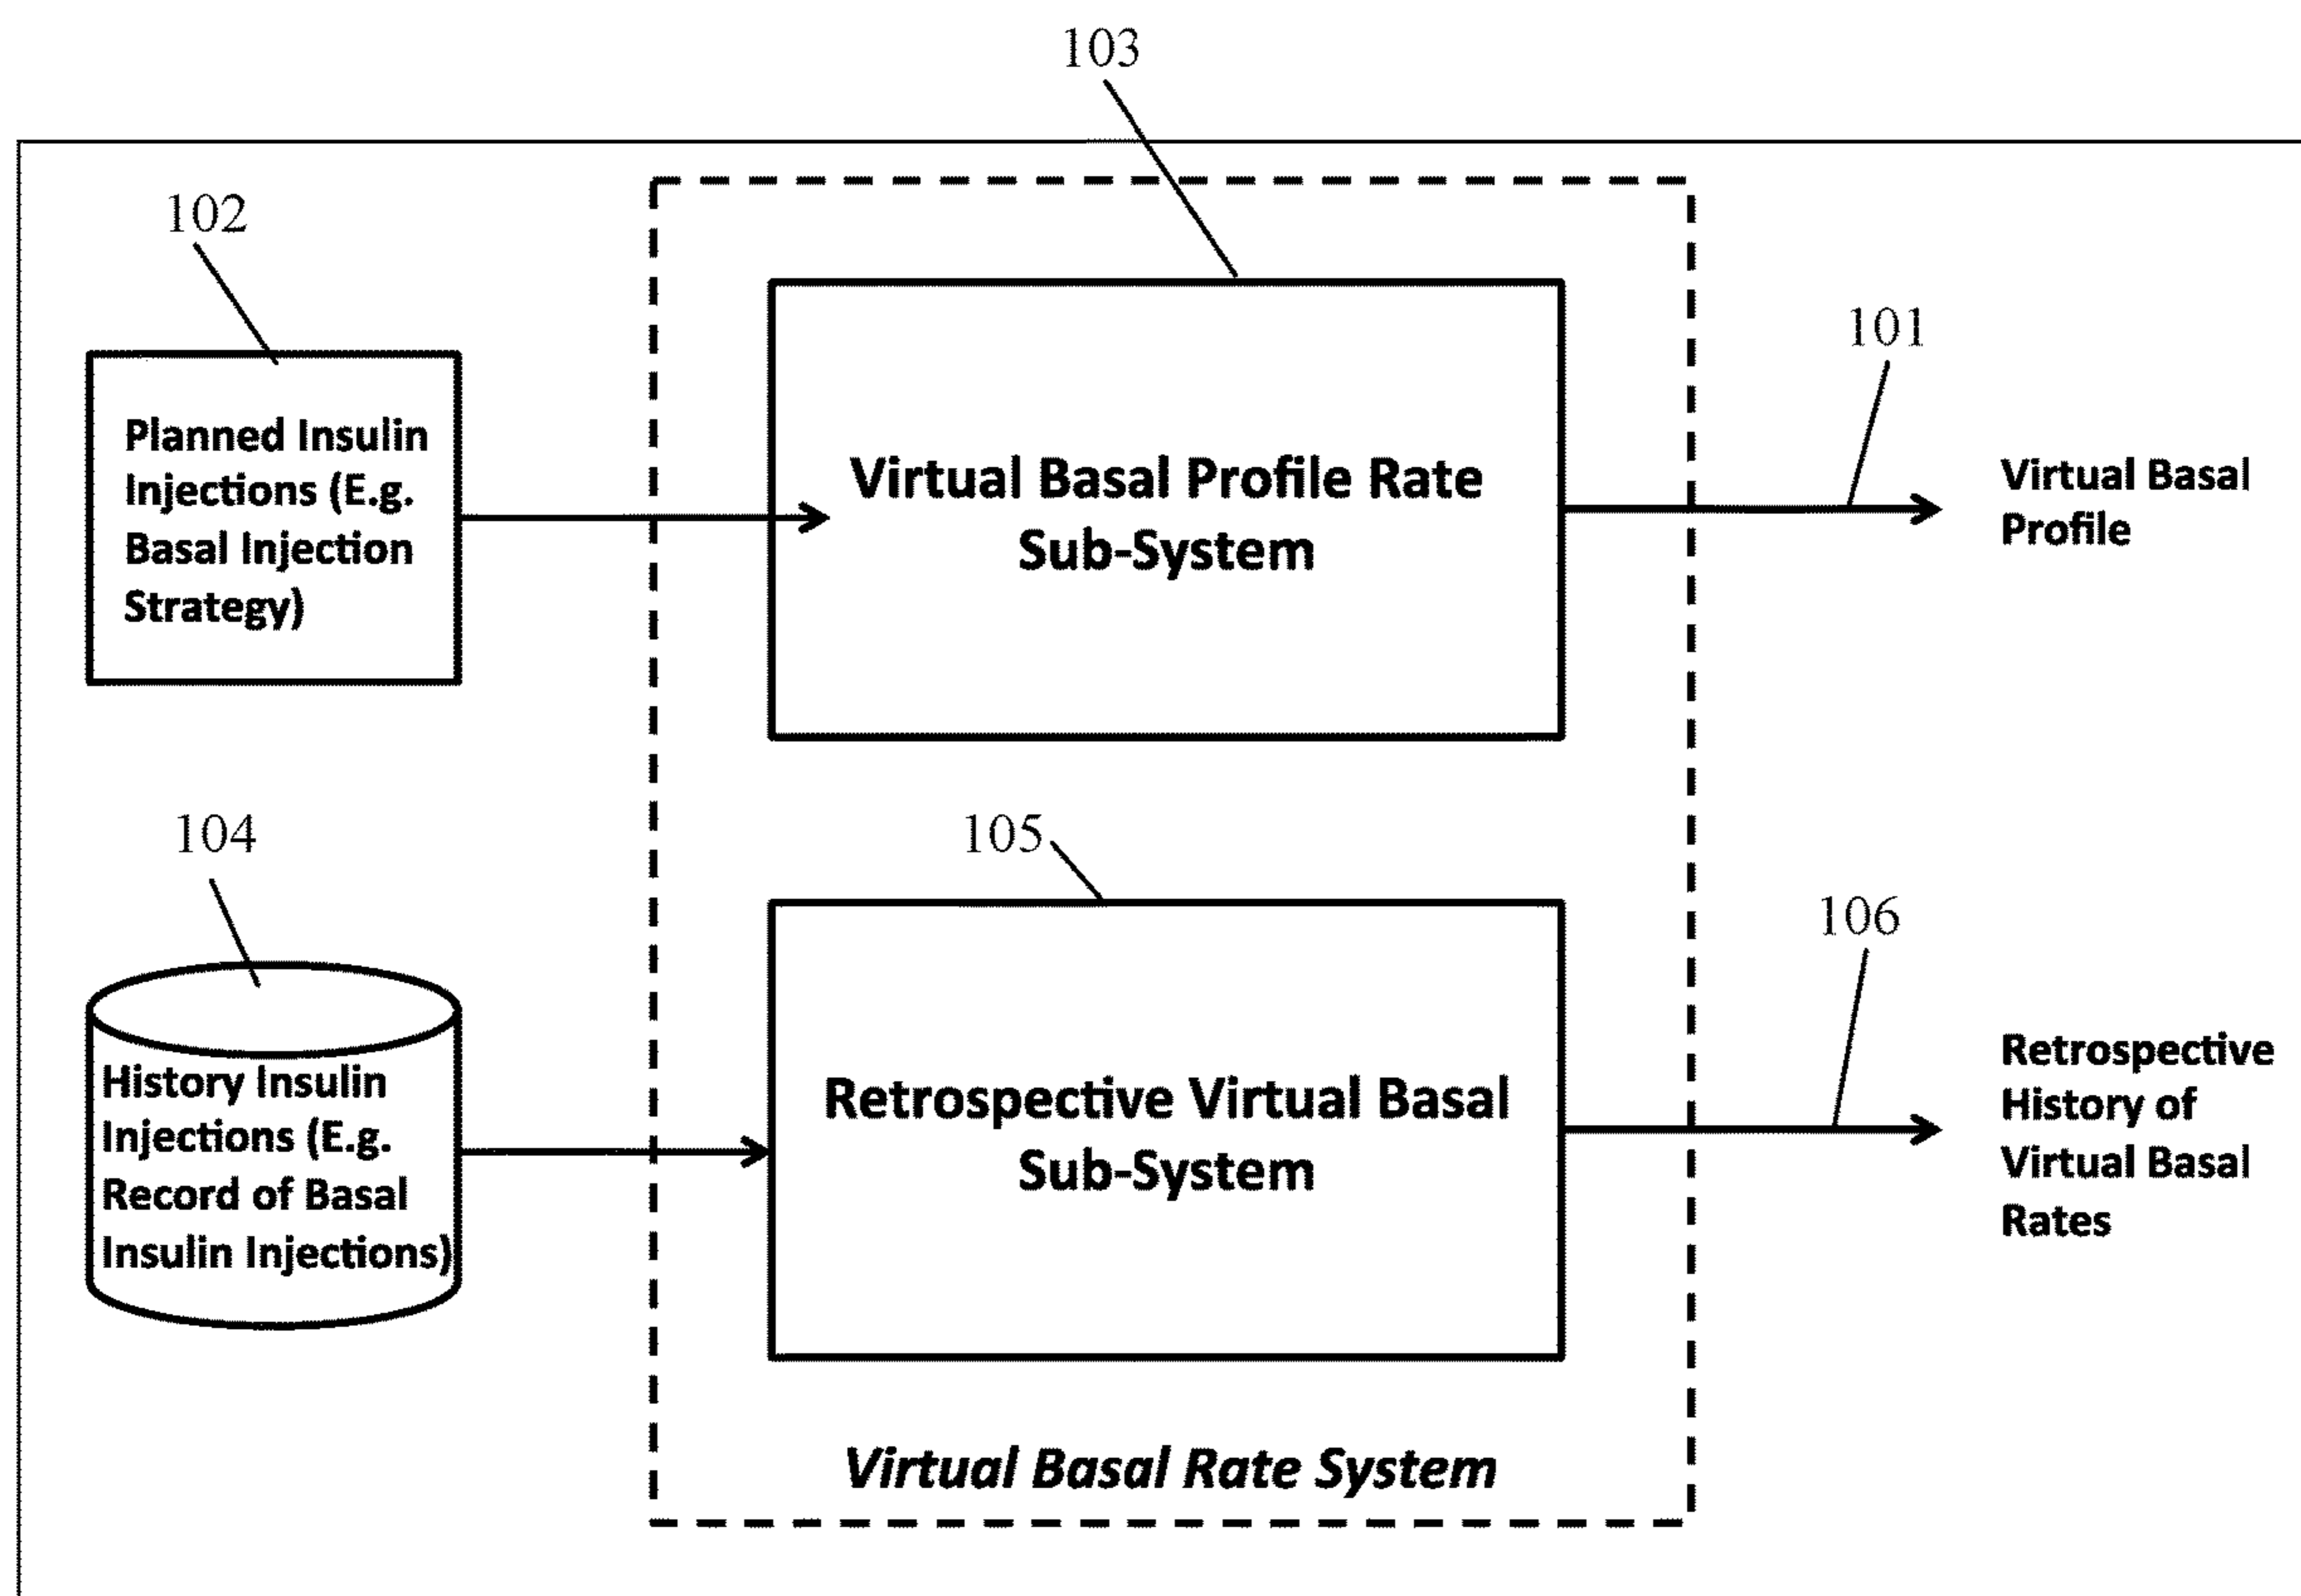 103
102
101
Planned Insulin
Injections (E.g.
Basal Injection
Strategy)
Virtual Basal Profile Rate
Sub-System
Virtual Basal
Profile
104
105
106
History Insulin
Injections (E.g.
Record of Basal
Insulin Injections)
Retrospective Virtual Basal
Sub-System
Retrospective
History of
Virtual Basal
Rates
Virtual Basal Rate System